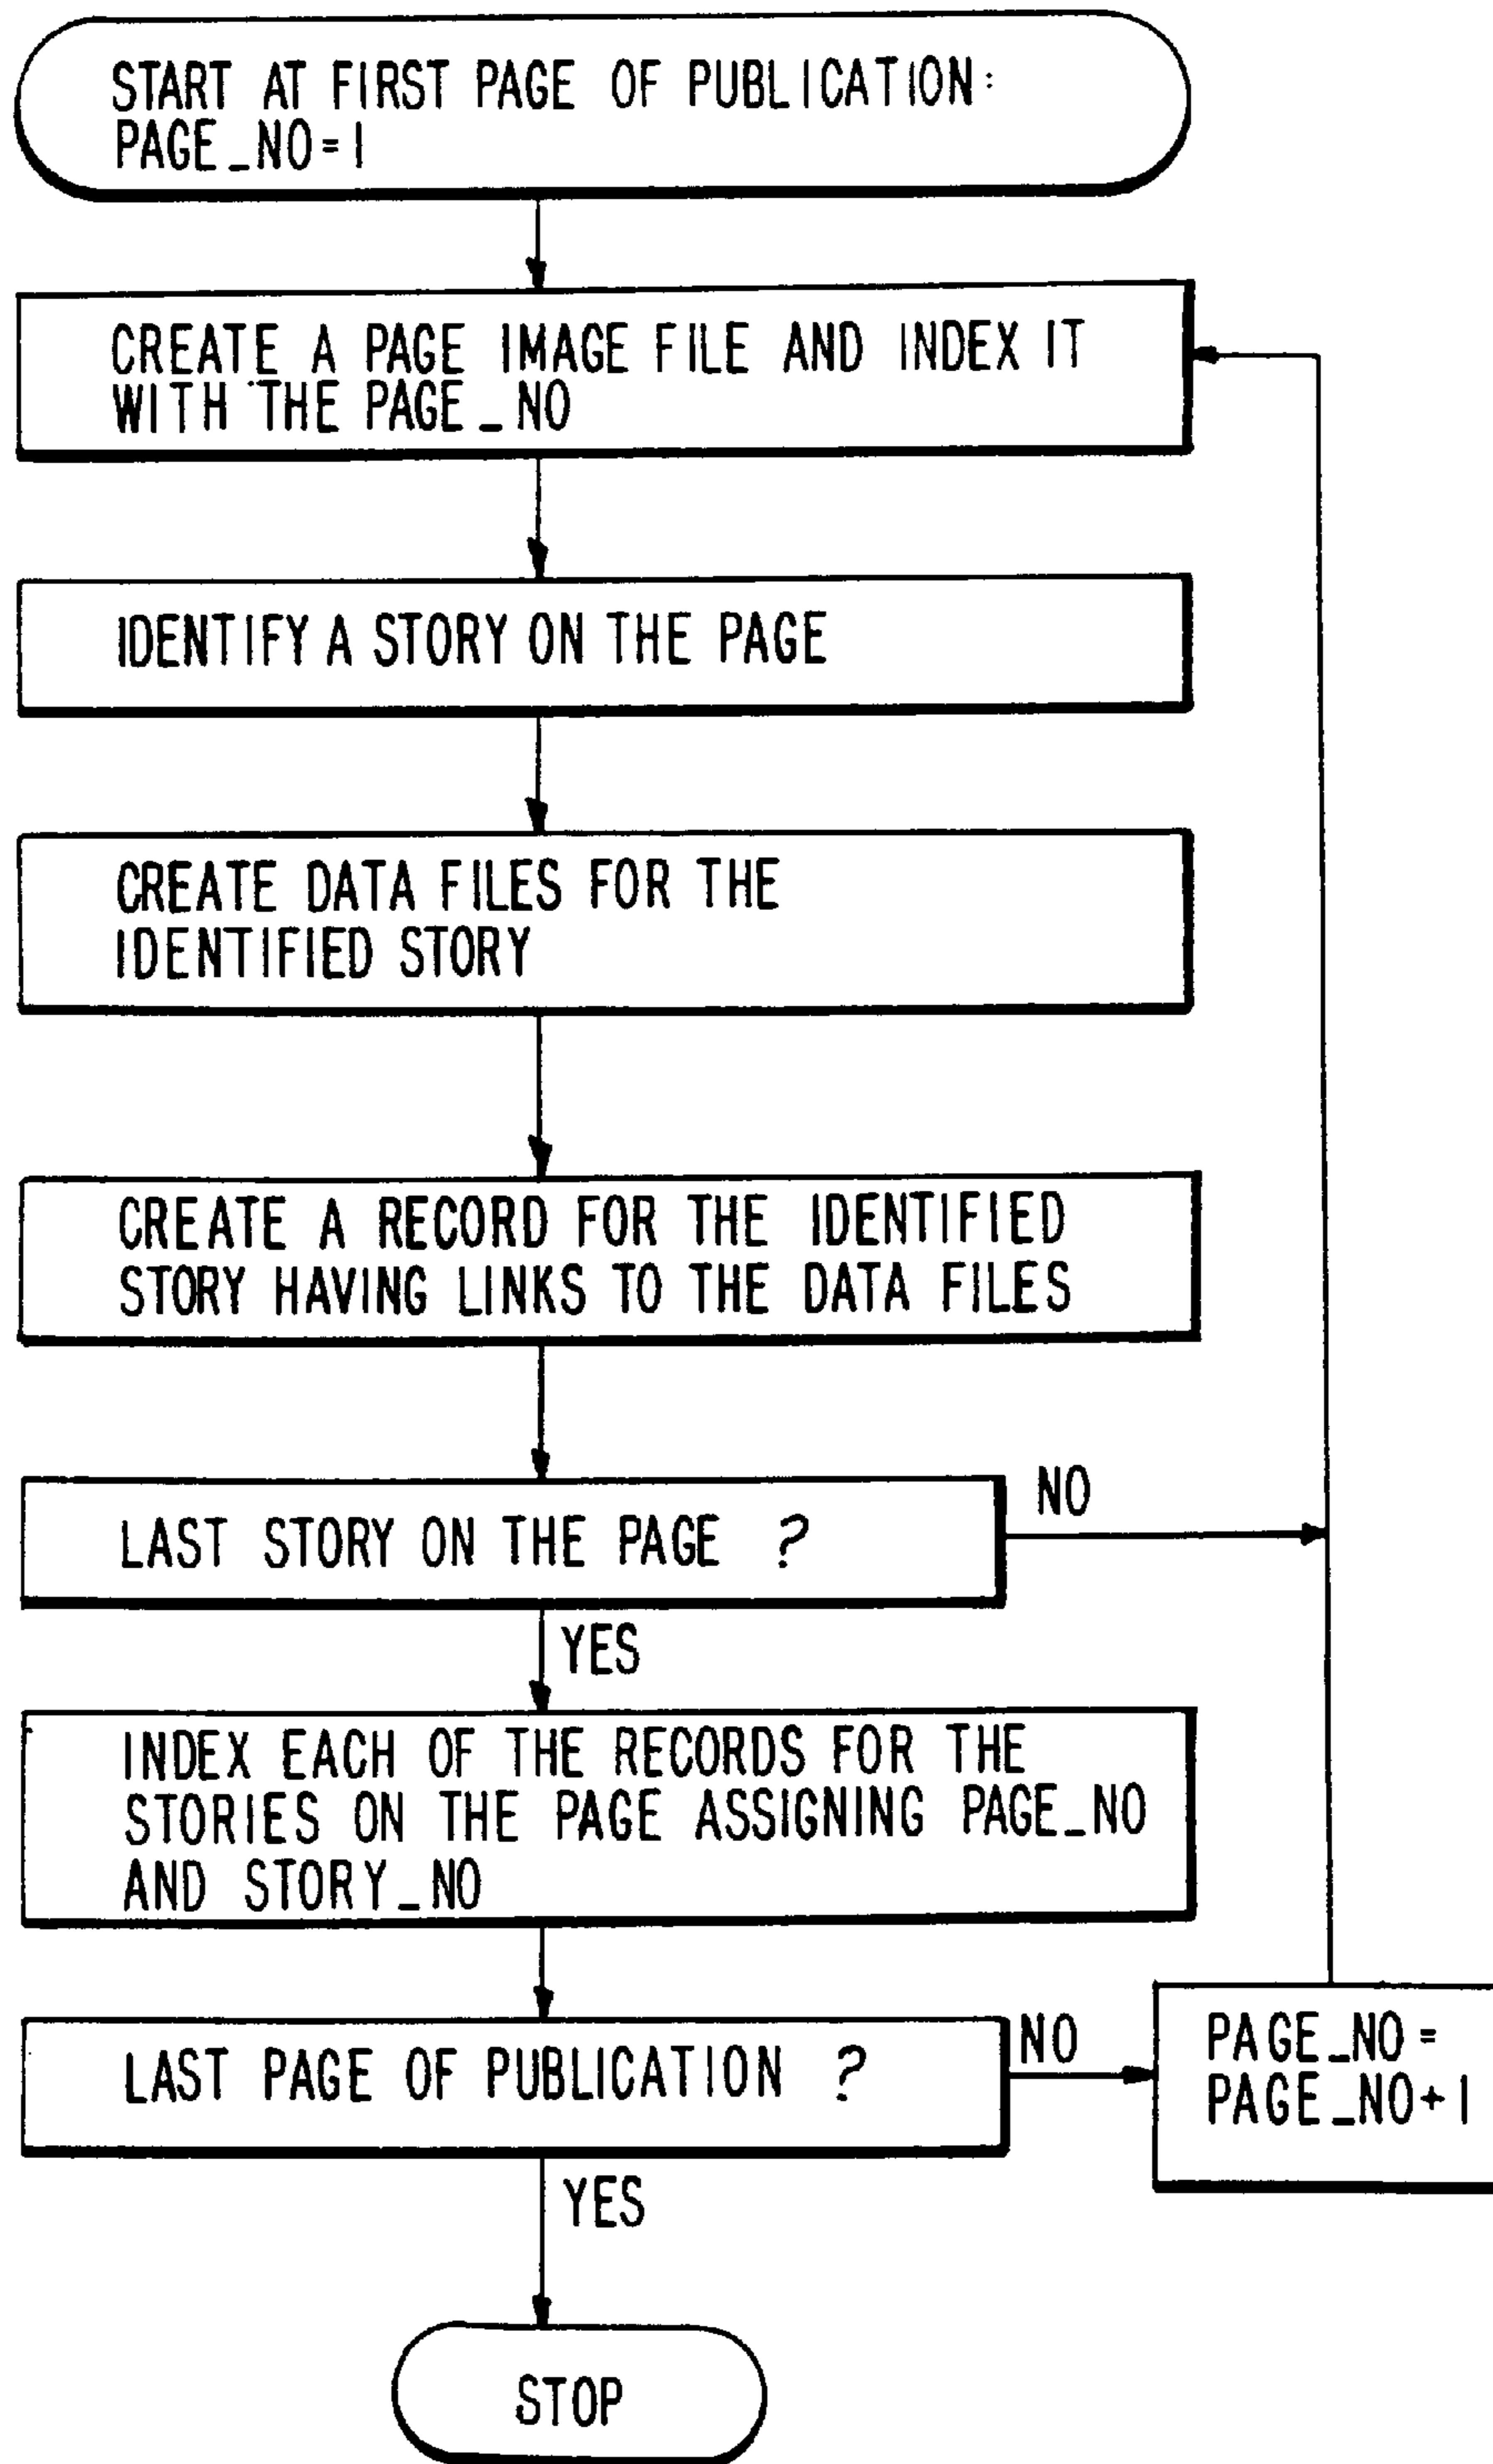 START AT FIRST PAGE OF PUBLICATION:
PAGE_NO=1
CREATE A PAGE IMAGE FILE AND INDEX IT
WITH THE PAGE_NO
IDENTIFY A STORY ON THE PAGE
CREATE DATA FILES FOR THE
IDENTIFIED STORY
CREATE A RECORD FOR THE IDENTIFIED
STORY HAVING LINKS TO THE DATA FILES
LAST STORY ON THE PAGE ?
NO
YES
INDEX EACH OF THE RECORDS FOR THE
STORIES ON THE PAGE ASSIGNING PAGE_NO
AND STORY_NO
LAST PAGE OF PUBLICATION ?
NO
PAGE_NO=
PAGE_NO+1
YES
STOP